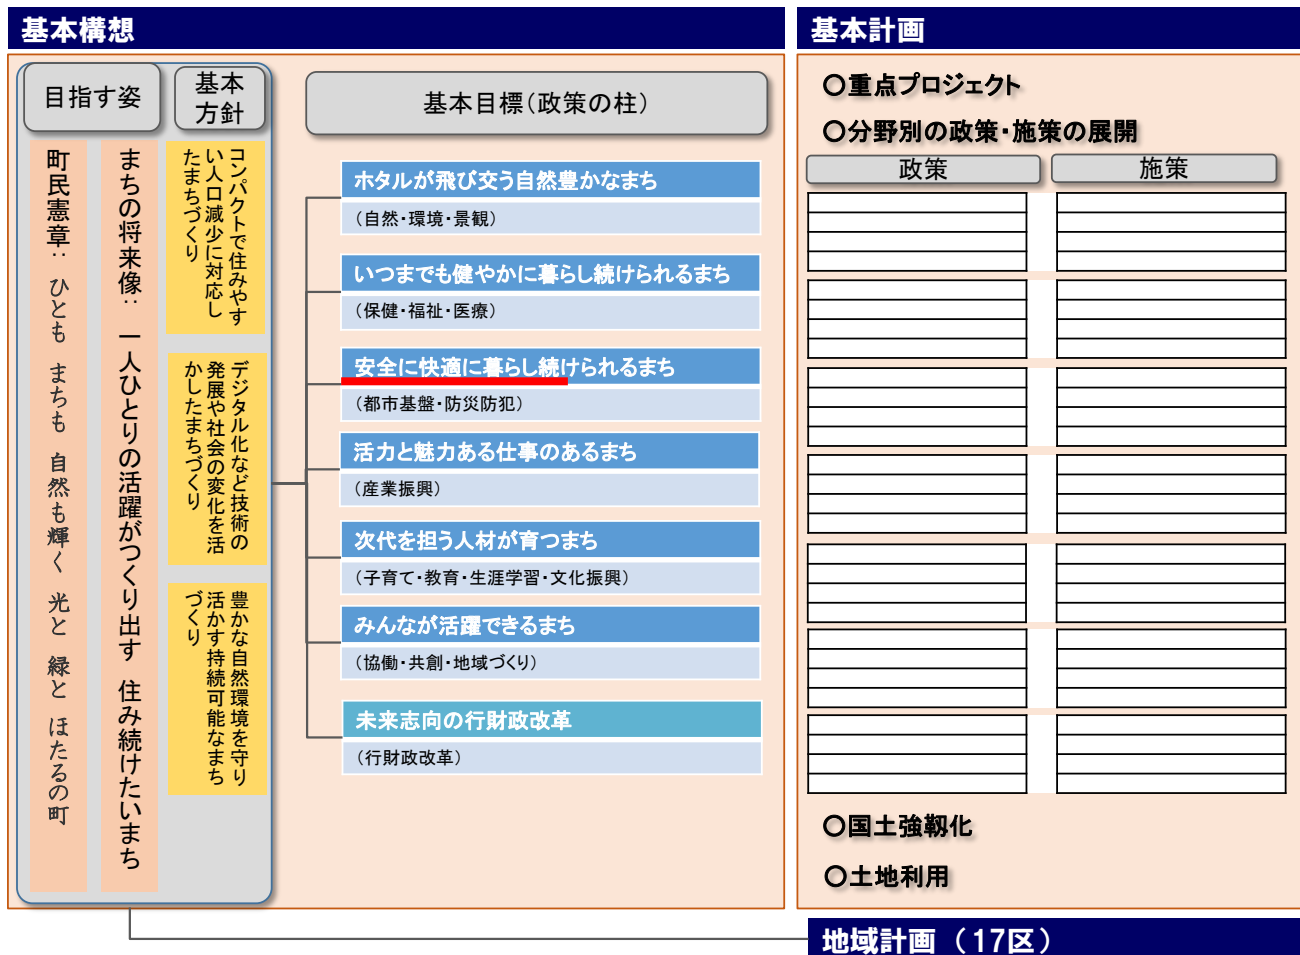 基本構想
目指す姿
基本
方針
基本目標(政策の柱)
町民憲章: ひとも まちも 自然も輝く 光と 緑と ほたるの町
まちの将来像: 一人ひとりの活躍がつくり出す 住み続けたいまち
コンパクトで住みやす
い人口減少に対応し
たまちづくり
デジタル化など技術の
発展や社会の変化を活
かしたまちづくり
豊かな自然環境を守り
活かす持続可能なまち
づくり
ホタルが飛び交う自然豊かなまち
(自然・環境・景観)
いつまでも健やかに暮らし続けられるまち
(保健・福祉・医療)
安全に快適に暮らし続けられるまち
(都市基盤・防災防犯)
活力と魅力ある仕事のあるまち
(産業振興)
次代を担う人材が育つまち
(子育て・教育・生涯学習・文化振興)
みんなが活躍できるまち
(協働・共創・地域づくり)
未来志向の行財政改革
(行財政改革)
基本計画
○重点プロジェクト
○分野別の政策・施策の展開
政策
施策
○国土強靱化
○土地利用
地域計画(17区)